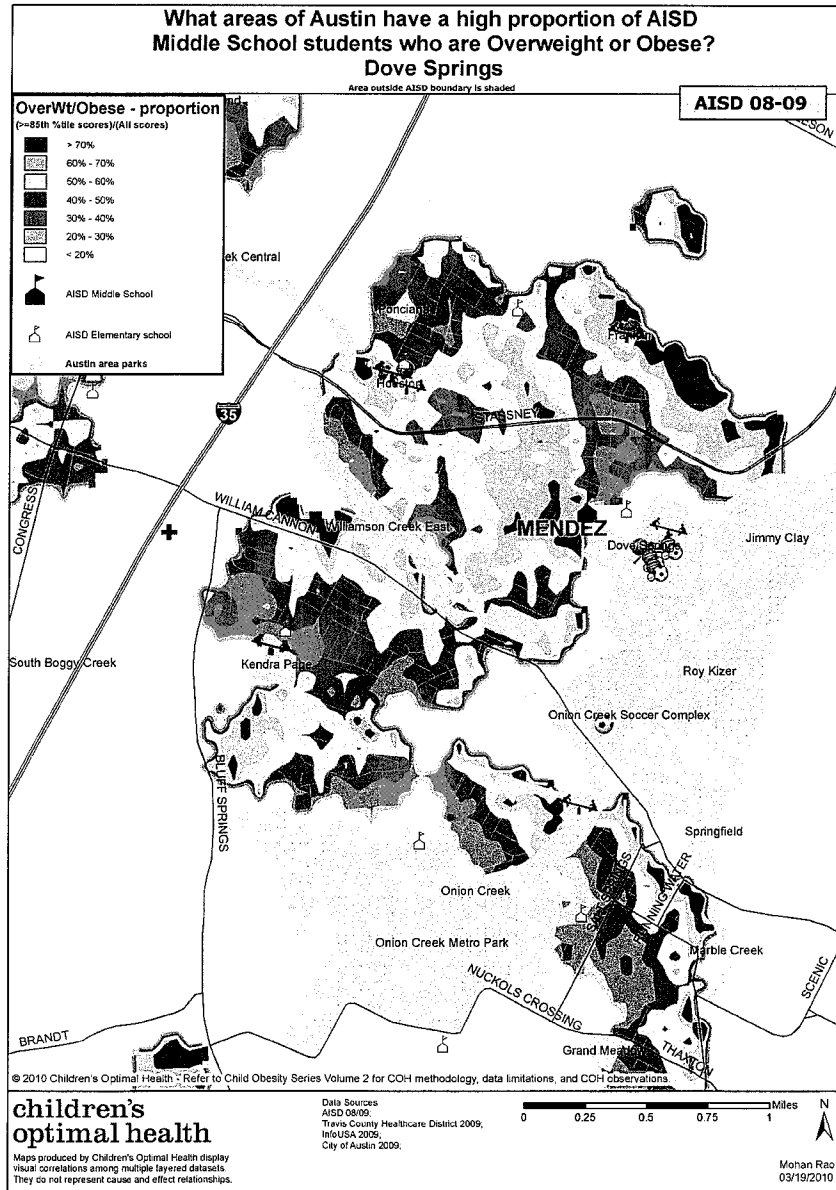 What areas of Austin have a high proportion of AISD
Middle School students who are Overweight or Obese?
Dove Springs
Area outside AISD boundary is shaded
AISD 08-09
OverWt/Obese - proportion
(>=85th %tile scores)/(All scores)
> 70%
60% - 70%
50% - 60%
40% - 50%
30% - 40%
20% - 30%
< 20%
AISD Middle School
AISD Elementary school
Austin area parks
ek Central
Houston
STASSNEY
35
CONGRESS
WILLIAM CANNON
Williamson Creek East
MENDEZ
Dove Springs
Jimmy Clay
South Boggy Creek
Kendra Page
Roy Kizer
Onion Creek Soccer Complex
BLUFF SPRINGS
Springfield
Onion Creek
RUNNING WATER
Onion Creek Metro Park
Marble Creek
NUCKOLS CROSSING
SCENIC
BRANDT
Grand Meadow
THAXTON
© 2010 Children's Optimal Health - Refer to Child Obesity Series Volume 2 for COH methodology, data limitations, and COH observations.
children's
optimal health
Maps produced by Children's Optimal Health display
visual correlations among multiple layered datasets.
They do not represent cause and effect relationships.
Data Sources
AISD 08/09;
Travis County Healthcare District 2009;
InfoUSA 2009;
City of Austin 2009;
0 0.25 0.5 0.75 1 Miles
N
Mohan Rao
03/19/2010